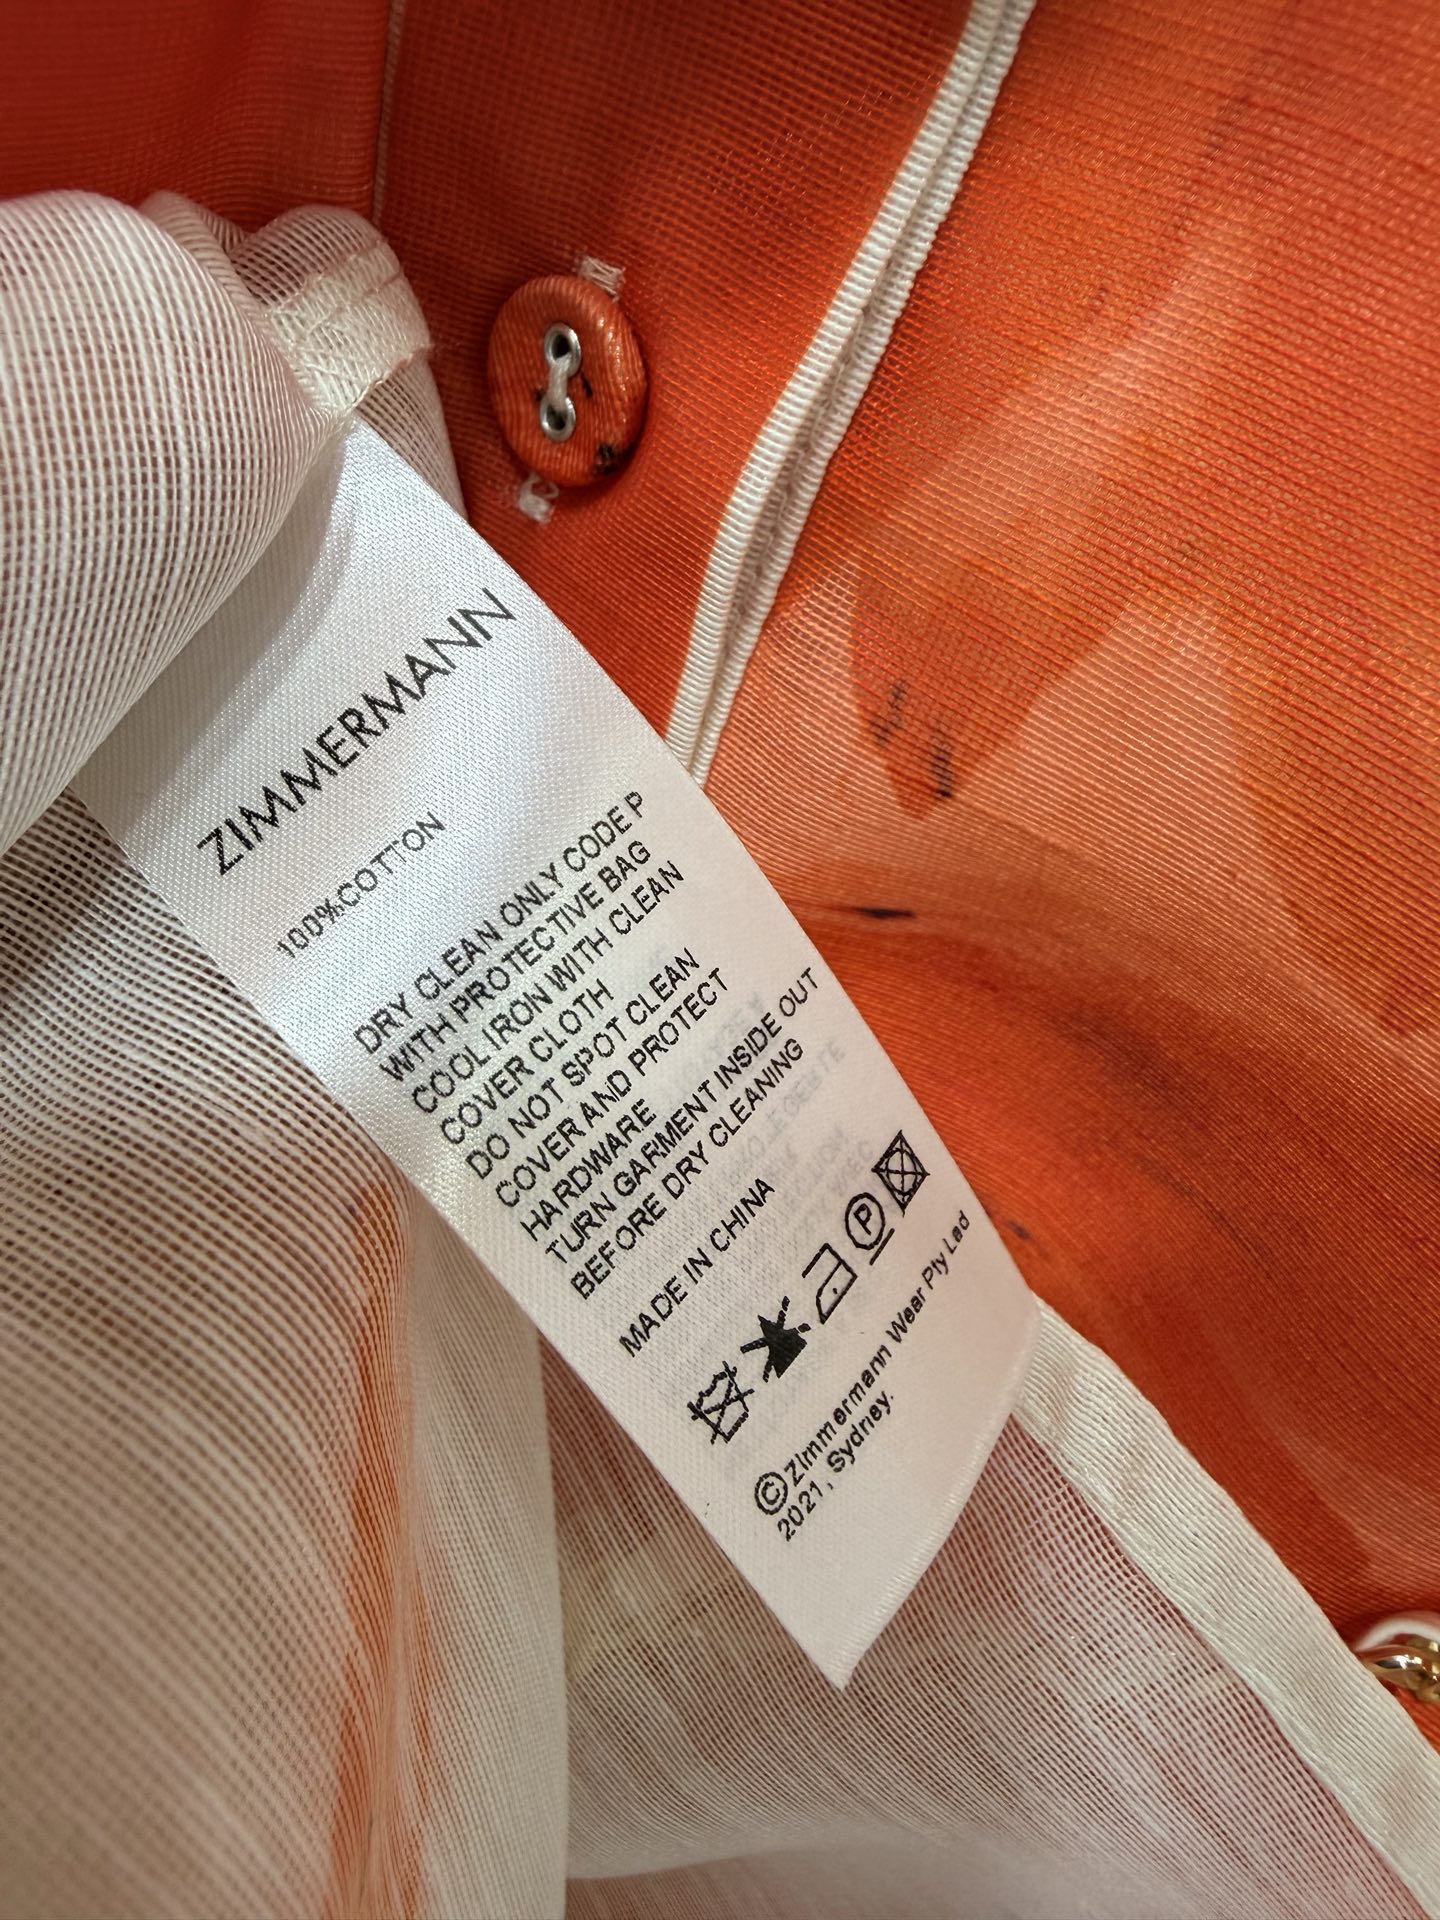 ZIMMERMANN
100%COTTON
DRY CLEAN ONLY CODE P
WITH PROTECTIVE BAG
COOL IRON WITH CLEAN
COVER CLOTH
DO NOT SPOT CLEAN
COVER AND PROTECT
HARDWARE
TURN GARMENT INSIDE OUT
BEFORE DRY CLEANING
MADE IN CHINA
P
©Zimmermann Wear Pty Lad
2021, Sydney.